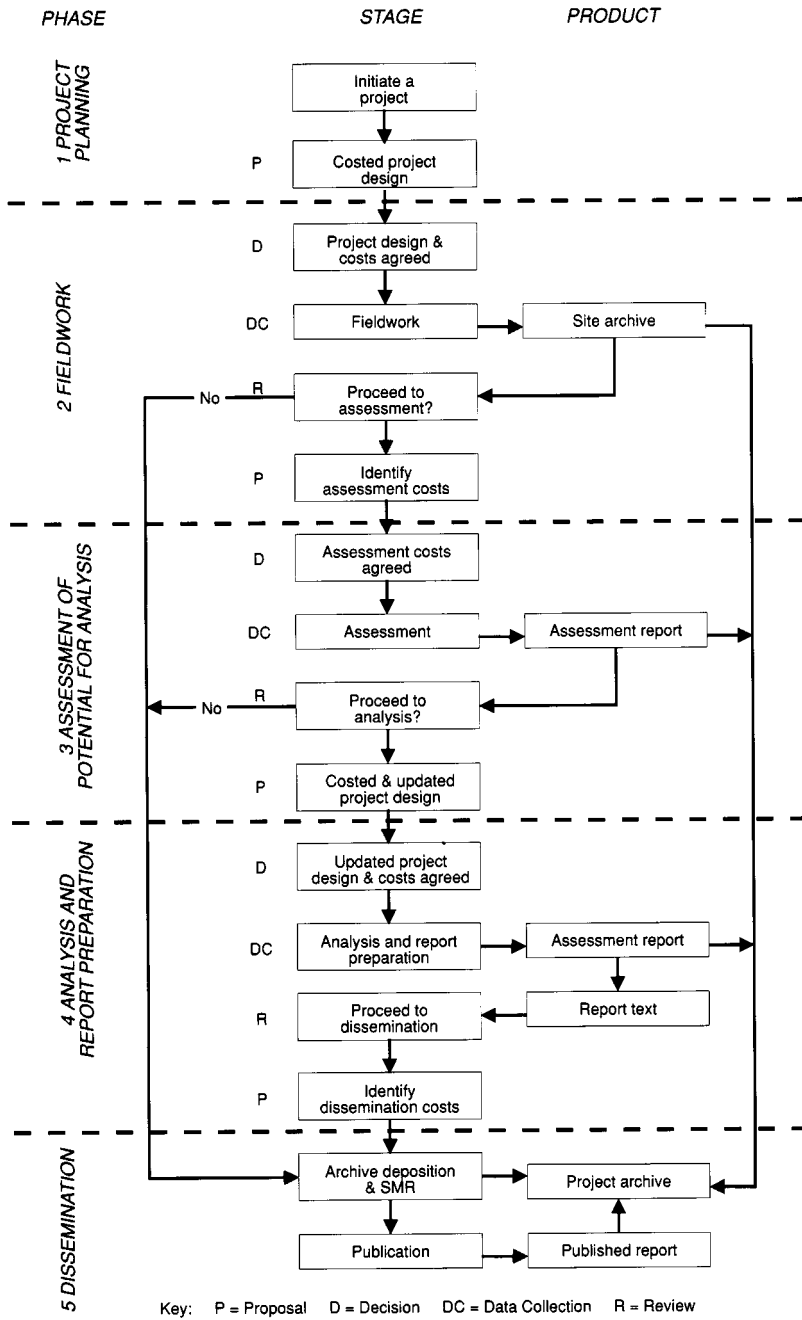 PHASE STAGE PRODUCT
1 PROJECT
PLANNING
Initiate a
project
P
Costed project
design
2 FIELDWORK
D
Project design &
costs agreed
DC
Fieldwork
Site archive
No
R
Proceed to
assessment?
P
Identify
assessment costs
3 ASSESSMENT OF
POTENTIAL FOR ANALYSIS
D
Assessment costs
agreed
DC
Assessment
Assessment report
No
R
Proceed to
analysis?
P
Costed & updated
project design
4 ANALYSIS AND
REPORT PREPARATION
D
Updated project
design & costs agreed
DC
Analysis and report
preparation
Assessment report
R
Proceed to
dissemination
Report text
P
Identify
dissemination costs
5 DISSEMINATION
Archive deposition
& SMR
Project archive
Publication
Published report
Key: P = Proposal D = Decision DC = Data Collection R = Review